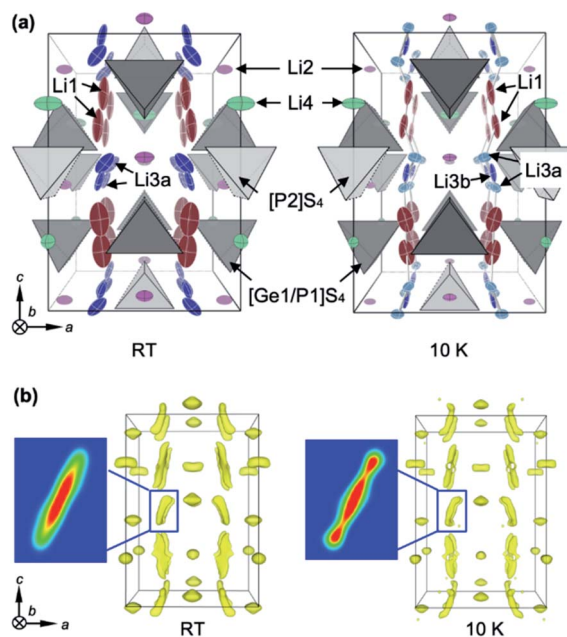 (a)
Li1
Li2
Li4
Li3a
[P2]S4
[Ge1/P1]S4
Li1
Li3a
Li3b
c
b
a
RT
10 K
(b)
c
b
a
RT
10 K